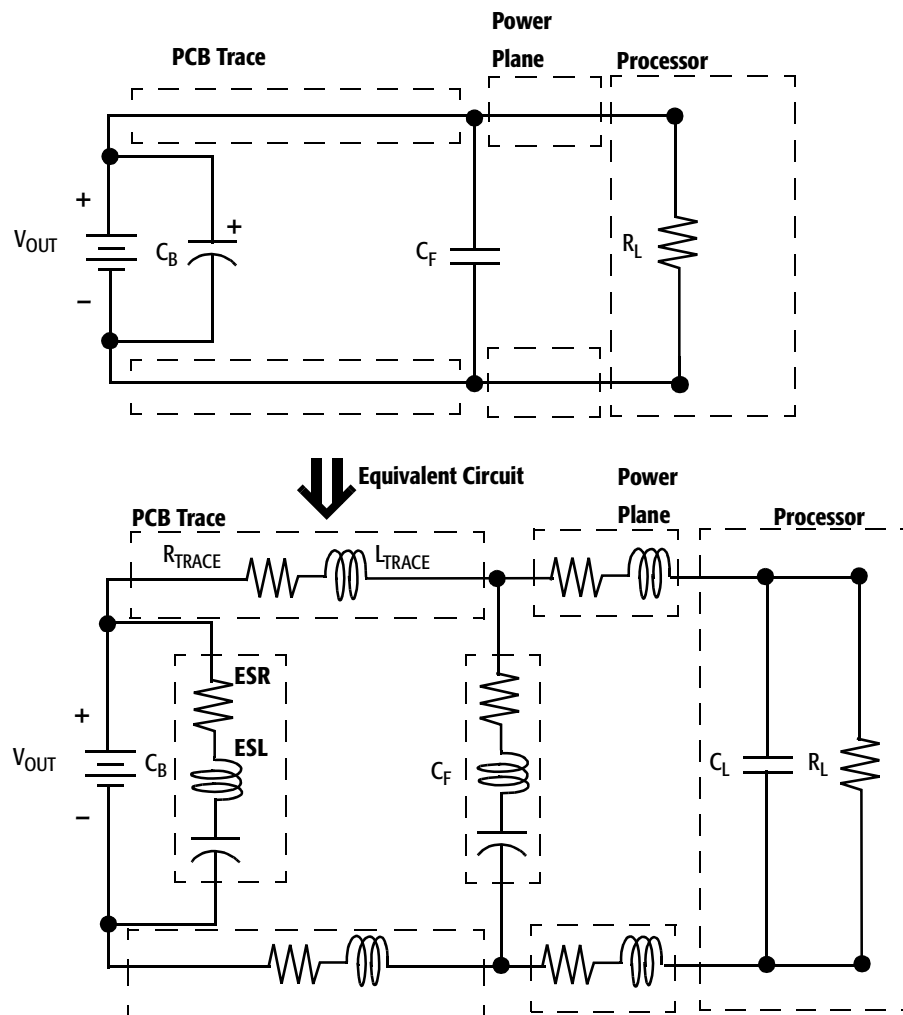 Power
PCB Trace
Plane
Processor
+
+
V_OUT
C_B
C_F
R_L
−
Equivalent Circuit
Power
PCB Trace
Plane
Processor
R_TRACE
L_TRACE
ESR
+
ESL
V_OUT
C_B
C_F
C_L
R_L
−